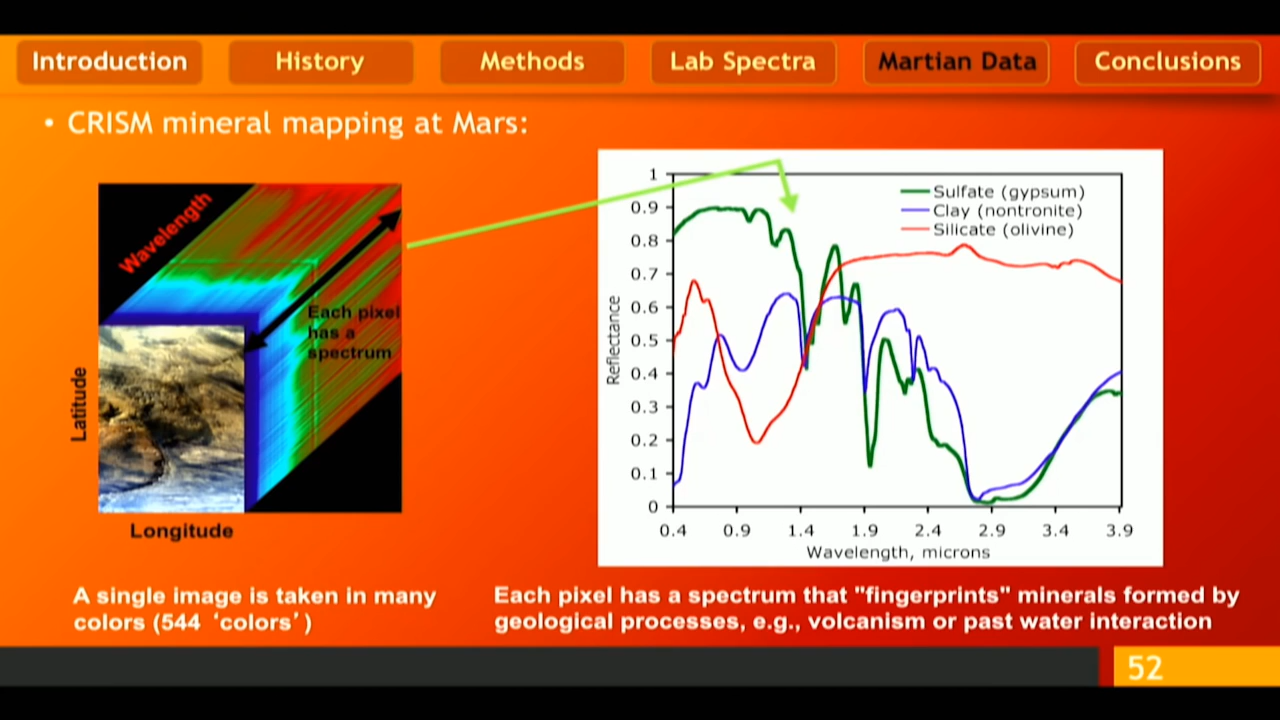 Introduction
History
Methods
Lab Spectra
Martian Data
Conclusions
• CRISM mineral mapping at Mars:
Wavelength
Each pixel
has a
spectrum
Latitude
Longitude
1
0.9
0.8
0.7
0.6
0.5
0.4
0.3
0.2
0.1
0
Reflectance
Sulfate (gypsum)
Clay (nontronite)
Silicate (olivine)
0.4 0.9 1.4 1.9 2.4 2.9 3.4 3.9
Wavelength, microns
A single image is taken in many
colors (544 ‘colors’)
Each pixel has a spectrum that "fingerprints" minerals formed by
geological processes, e.g., volcanism or past water interaction
52